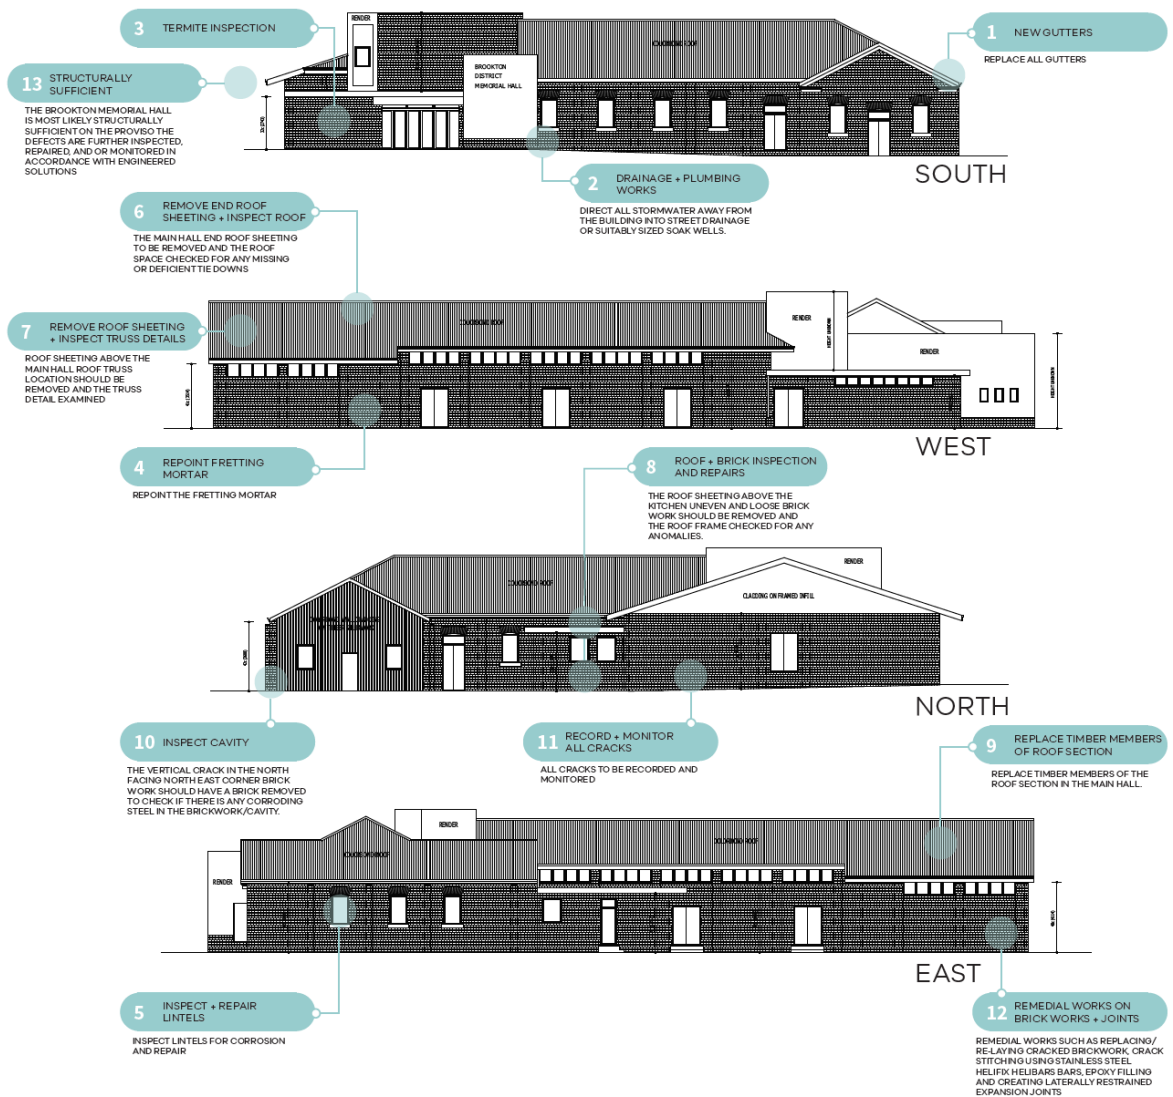 3 TERMITE INSPECTION
1 NEW GUTTERS
REPLACE ALL GUTTERS
13 STRUCTURALLY
SUFFICIENT
THE BROOKTON MEMORIAL HALL
IS MOST LIKELY STRUCTURALLY
SUFFICIENT ON THE PROVISO THE
DEFECTS ARE FURTHER INSPECTED,
REPAIRED, AND OR MONITORED IN
ACCORDANCE WITH ENGINEERED
SOLUTIONS
RENDER
BROOKTON
DISTRICT
MEMORIAL HALL
SOUTH
2 DRAINAGE + PLUMBING
WORKS
DIRECT ALL STORMWATER AWAY FROM
THE BUILDING INTO STREET DRAINAGE
OR SUITABLY SIZED SOAK WELLS.
6 REMOVE END ROOF
SHEETING + INSPECT ROOF
THE MAIN HALL END ROOF SHEETING
TO BE REMOVED AND THE ROOF
SPACE CHECKED FOR ANY MISSING
OR DEFICIENT TIE DOWNS
7 REMOVE ROOF SHEETING
+ INSPECT TRUSS DETAILS
ROOF SHEETING ABOVE THE
MAIN HALL ROOF TRUSS
LOCATION SHOULD BE
REMOVED AND THE TRUSS
DETAIL EXAMINED
RENDER
RENDER
WEST
4 REPOINT FRETTING
MORTAR
REPOINT THE FRETTING MORTAR
8 ROOF + BRICK INSPECTION
AND REPAIRS
THE ROOF SHEETING ABOVE THE
KITCHEN UNEVEN AND LOOSE BRICK
WORK SHOULD BE REMOVED AND
THE ROOF FRAME CHECKED FOR ANY
ANOMALIES.
RENDER
CLADDING ON FRAMED INFILL
NORTH
10 INSPECT CAVITY
THE VERTICAL CRACK IN THE NORTH
FACING NORTH EAST CORNER BRICK
WORK SHOULD HAVE A BRICK REMOVED
TO CHECK IF THERE IS ANY CORRODING
STEEL IN THE BRICKWORK/CAVITY.
11 RECORD + MONITOR
ALL CRACKS
ALL CRACKS TO BE RECORDED AND
MONITORED
9 REPLACE TIMBER MEMBERS
OF ROOF SECTION
REPLACE TIMBER MEMBERS OF THE
ROOF SECTION IN THE MAIN HALL.
RENDER
RENDER
EAST
5 INSPECT + REPAIR
LINTELS
INSPECT LINTELS FOR CORROSION
AND REPAIR
12 REMEDIAL WORKS ON
BRICK WORKS + JOINTS
REMEDIAL WORKS SUCH AS REPLACING/
RE-LAYING CRACKED BRICKWORK, CRACK
STITCHING USING STAINLESS STEEL
HELIFIX HELIBARS BARS, EPOXY FILLING
AND CREATING LATERALLY RESTRAINED
EXPANSION JOINTS